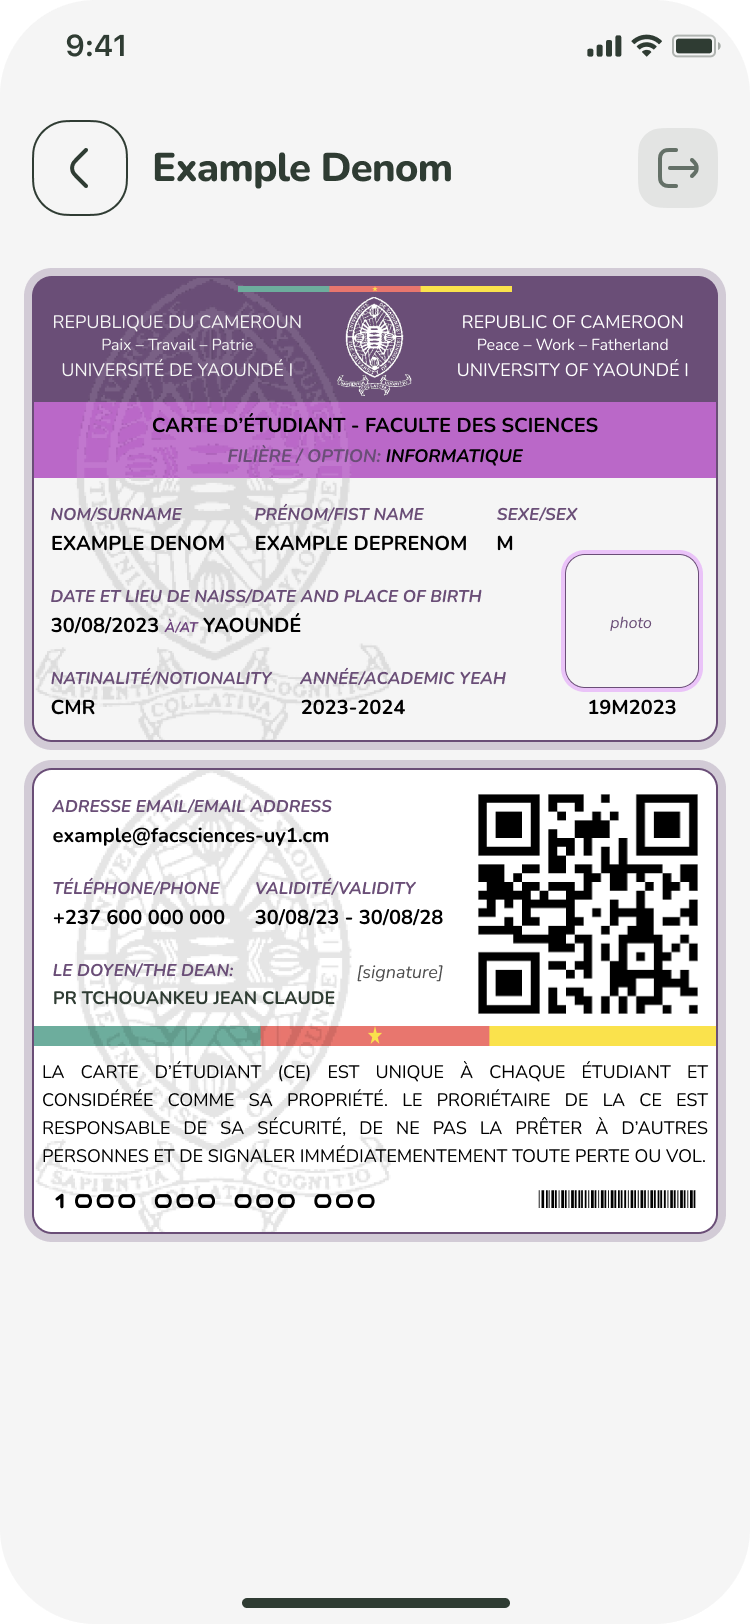 9:41
Example Denom
REPUBLIQUE DU CAMEROUN
Paix – Travail – Patrie
UNIVERSITÉ DE YAOUNDÉ I
REPUBLIC OF CAMEROON
Peace – Work – Fatherland
UNIVERSITY OF YAOUNDÉ I
CARTE D'ÉTUDIANT - FACULTE DES SCIENCES
FILIÈRE / OPTION: INFORMATIQUE
NOM/SURNAME PRÉNOM/FIST NAME SEXE/SEX
EXAMPLE DENOM EXAMPLE DEPRENOM M
DATE ET LIEU DE NAISS/DATE AND PLACE OF BIRTH
30/08/2023 À/AT YAOUNDÉ
photo
NATINALITÉ/NOTIONALITY ANNÉE/ACADEMIC YEAH
CMR 2023-2024 19M2023
SAPIENTIA COLLATIVA COGNITIO
ADRESSE EMAIL/EMAIL ADDRESS
example@facsciences-uy1.cm
TÉLÉPHONE/PHONE VALIDITÉ/VALIDITY
+237 600 000 000 30/08/23 - 30/08/28
LE DOYEN/THE DEAN: [signature]
PR TCHOUANKEU JEAN CLAUDE
LA CARTE D'ÉTUDIANT (CE) EST UNIQUE À CHAQUE ÉTUDIANT ET
CONSIDÉRÉE COMME SA PROPRIÉTÉ. LE PRORIÉTAIRE DE LA CE EST
RESPONSABLE DE SA SÉCURITÉ, DE NE PAS LA PRÊTER À D'AUTRES
PERSONNES ET DE SIGNALER IMMÉDIATEMENTEMENT TOUTE PERTE OU VOL.
SAPIENTIA COLLATIVA COGNITIO
1000 000 000 000